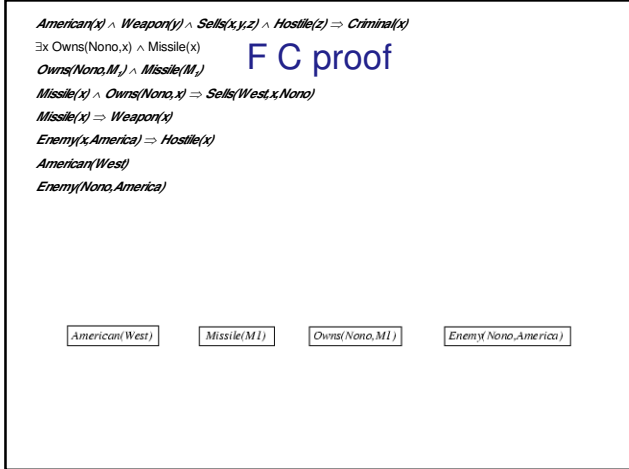 American(x) ∧ Weapon(y) ∧ Sells(x,y,z) ∧ Hostile(z) ⇒ Criminal(x)
∃x Owns(Nono,x) ∧ Missile(x)
F C proof
Owns(Nono,M₁) ∧ Missile(M₁)
Missile(x) ∧ Owns(Nono,x) ⇒ Sells(West,x,Nono)
Missile(x) ⇒ Weapon(x)
Enemy(x,America) ⇒ Hostile(x)
American(West)
Enemy(Nono,America)
American(West) Missile(M1) Owns(Nono,M1) Enemy(Nono,America)